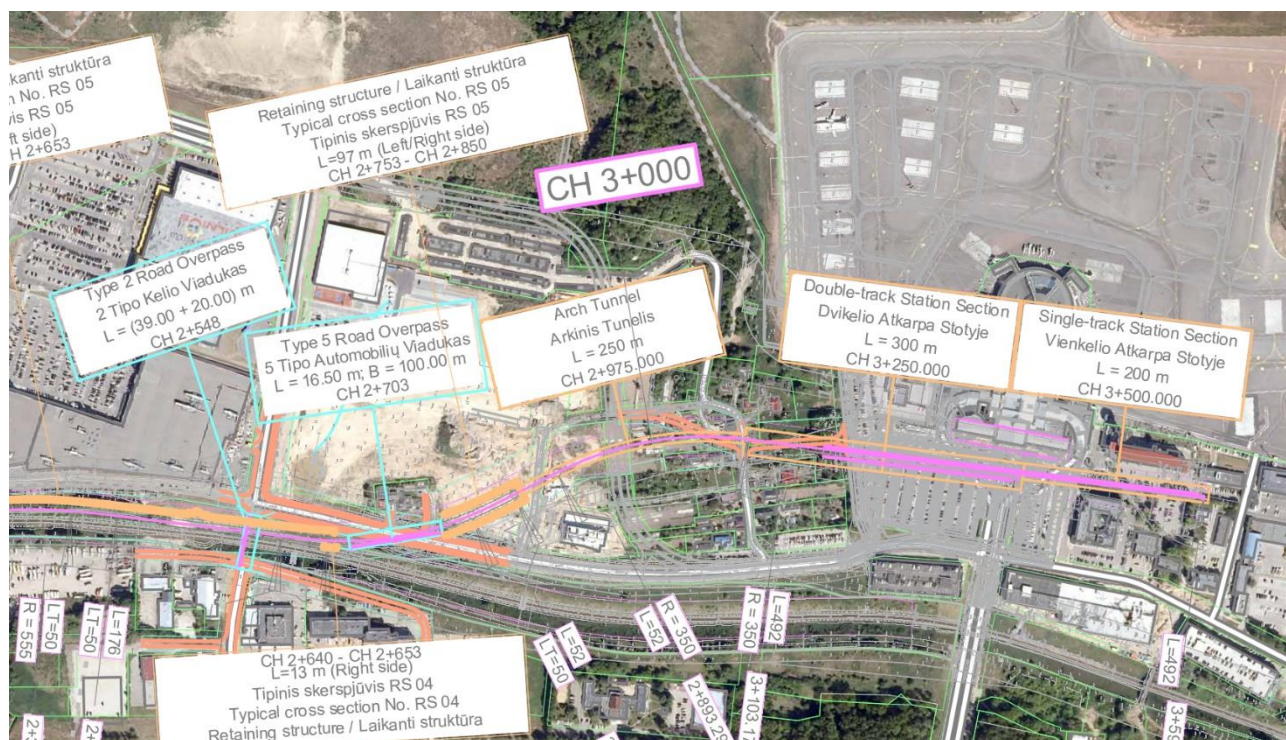 RS 05
RS 05
CH 2+653
Retaining structure / Laikanti struktūra
Typical cross section No. RS 05
Tipinis skerspjūvis RS 05
L=97 m (Left/Right side)
CH 2+753 - CH 2+850
CH 3+000
Type 2 Road Overpass
2 Tipo Kelio Viadukas
L = (39.00 + 20.00) m
CH 2+548
Type 5 Road Overpass
5 Tipo Automobilių Viadukas
L = 16.50 m; B = 100.00 m
CH 2+703
Arch Tunnel
Arkinis Tunelis
L = 250 m
CH 2+975.000
Double-track Station Section
Dvikelio Atkarpa Stotyje
L = 300 m
CH 3+250.000
Single-track Station Section
Vienkelio Atkarpa Stotyje
L = 200 m
CH 3+500.000
R = 555
LT=50
LT=50
L=176
CH 2+640 - CH 2+653
L=13 m (Right side)
Tipinis skerspjūvis RS 04
Typical cross section No. RS 04
Retaining structure / Laikanti struktūra
LT=50
L=52
L=52
R = 350
R = 350
L=492
L=492